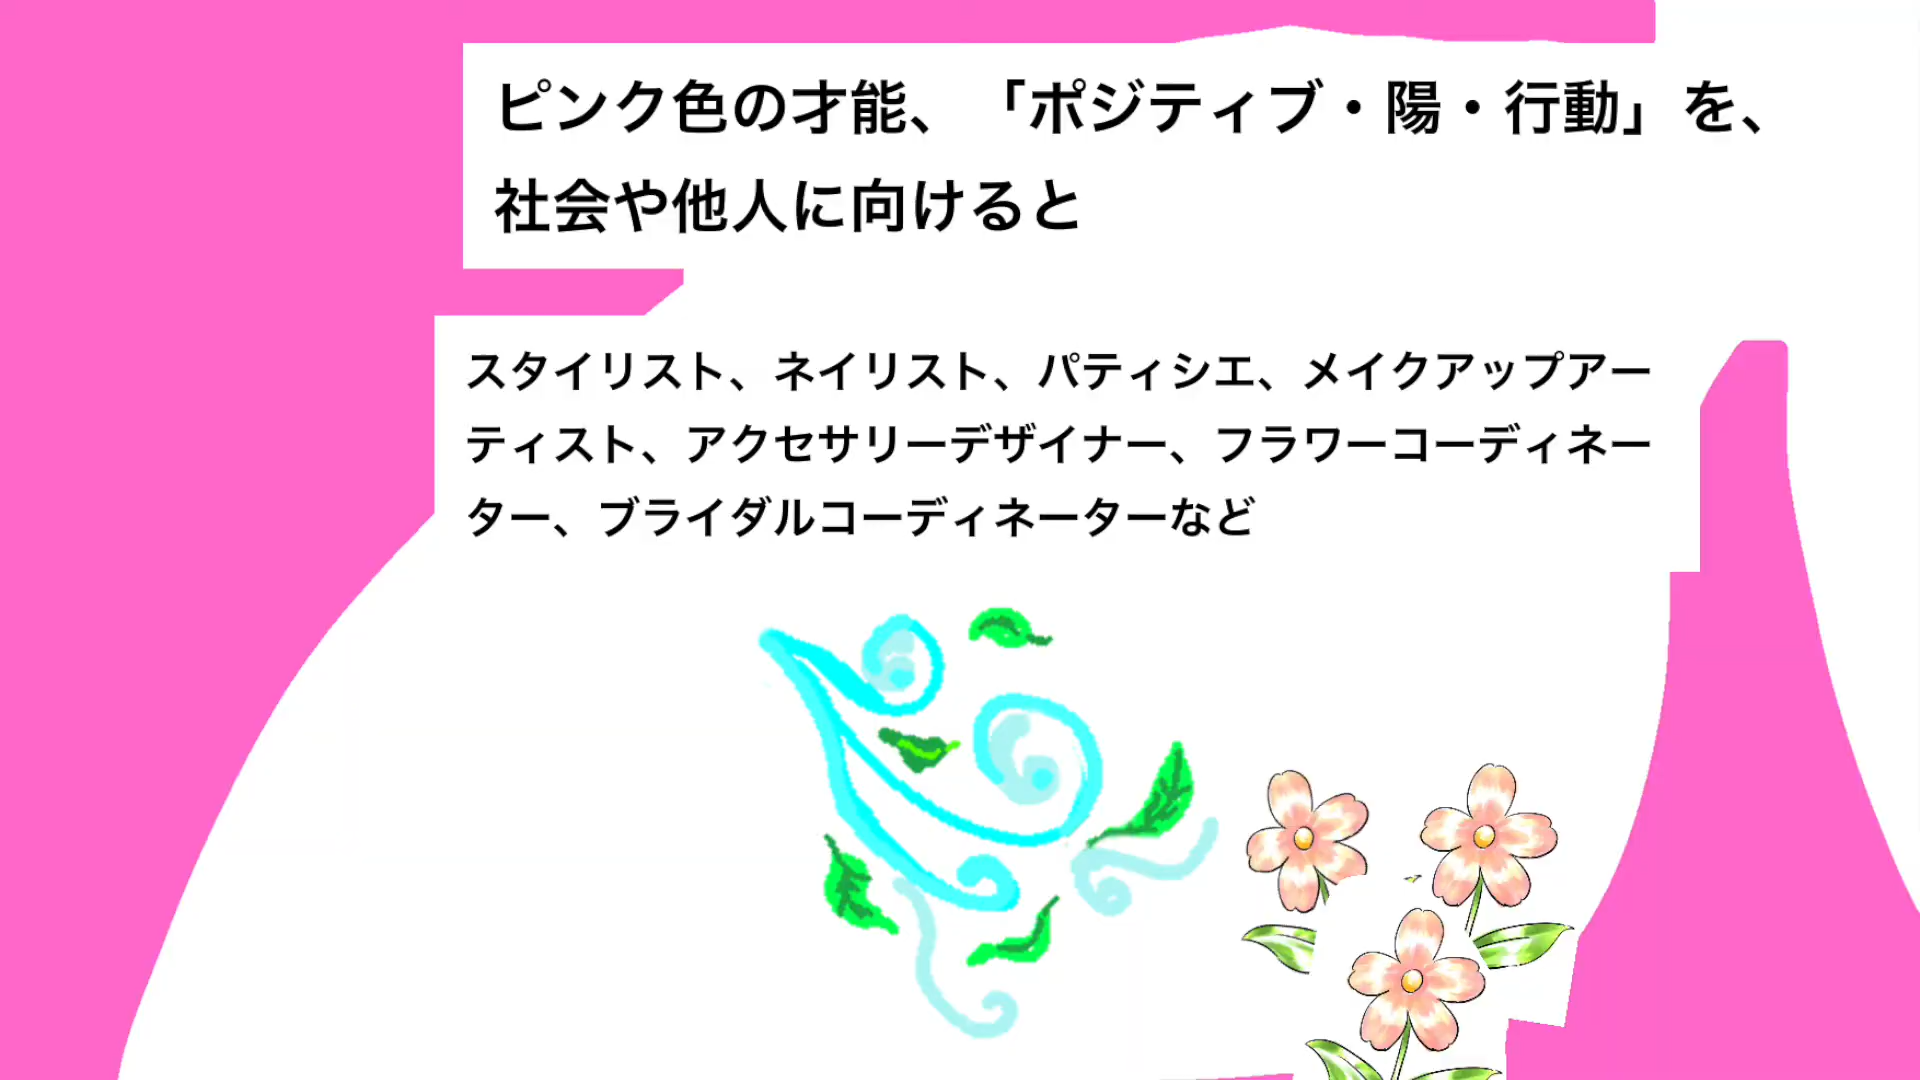 ピンク色の才能、「ポジティブ・陽・行動」を、
社会や他人に向けると
スタイリスト、ネイリスト、パティシエ、メイクアップアー
ティスト、アクセサリーデザイナー、フラワーコーディネー
ター、ブライダルコーディネーターなど